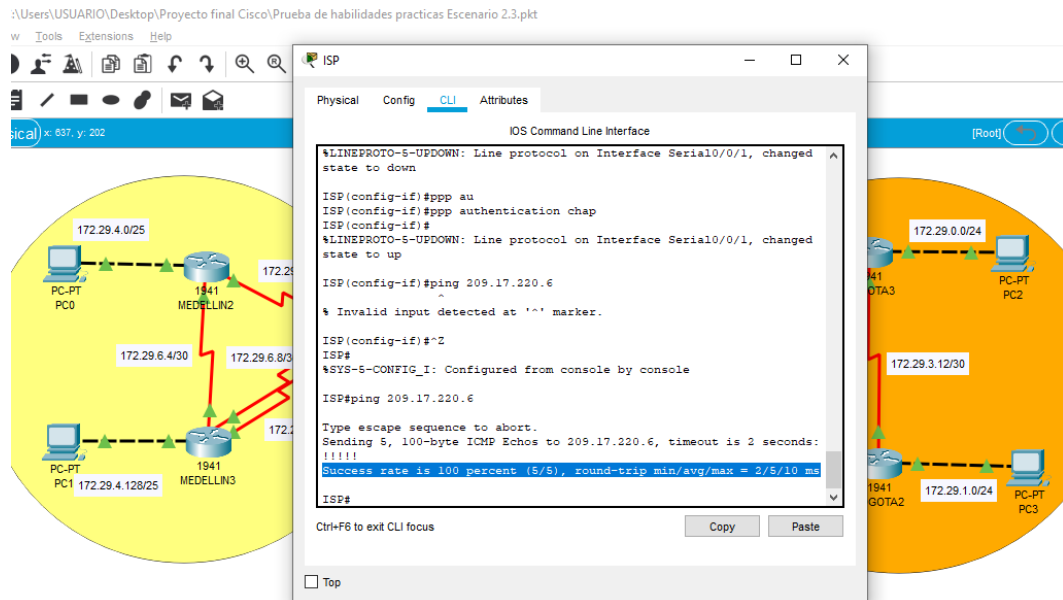 :\Users\USUARIO\Desktop\Proyecto final Cisco\Prueba de habilidades practicas Escenario 2.3.pkt
w Tools Extensions Help
ical x: 637, y: 202
[Root]
ISP
Physical Config CLI Attributes
IOS Command Line Interface
%LINEPROTO-5-UPDOWN: Line protocol on Interface Serial0/0/1, changed
state to down
ISP(config-if)#ppp au
ISP(config-if)#ppp authentication chap
ISP(config-if)#
%LINEPROTO-5-UPDOWN: Line protocol on Interface Serial0/0/1, changed
state to up
ISP(config-if)#ping 209.17.220.6
^
% Invalid input detected at '^' marker.
ISP(config-if)#^Z
ISP#
%SYS-5-CONFIG_I: Configured from console by console
ISP#ping 209.17.220.6
Type escape sequence to abort.
Sending 5, 100-byte ICMP Echos to 209.17.220.6, timeout is 2 seconds:
!!!!!
Success rate is 100 percent (5/5), round-trip min/avg/max = 2/5/10 ms
ISP#
Ctrl+F6 to exit CLI focus
Copy
Paste
Top
172.29.4.0/25
PC-PT
PC0
1941
MEDELLIN2
172.29
172.29.6.4/30
172.29.6.8/3
172.2
PC-PT
PC1
172.29.4.128/25
1941
MEDELLIN3
172.29.0.0/24
41
OTA3
PC-PT
PC2
172.29.3.12/30
1941
GOTA2
172.29.1.0/24
PC-PT
PC3